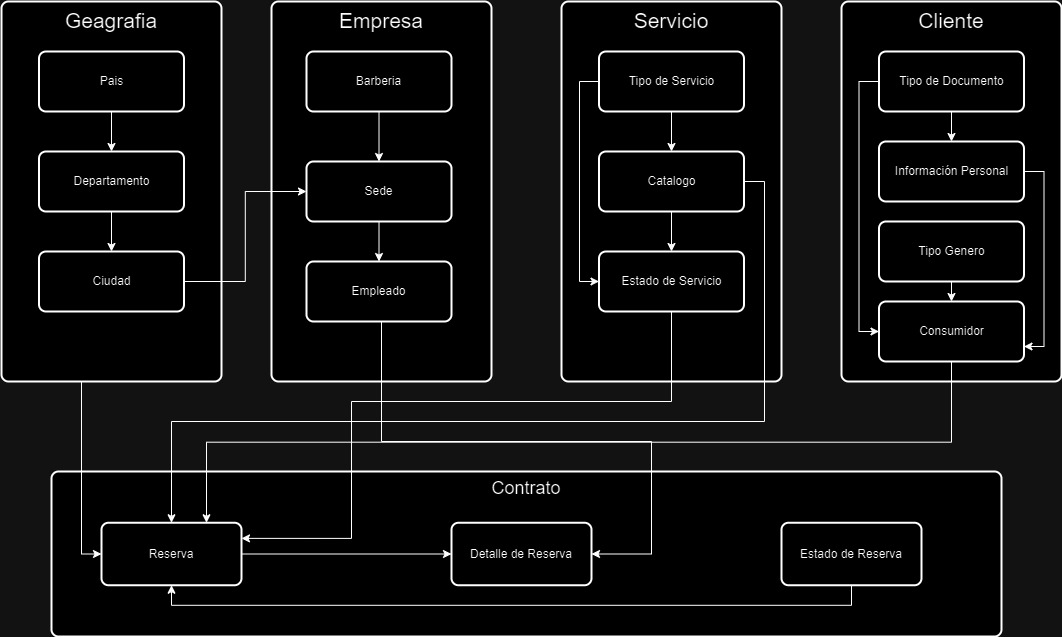 Geagrafia
Pais
Departamento
Ciudad
Empresa
Barberia
Sede
Empleado
Servicio
Tipo de Servicio
Catalogo
Estado de Servicio
Cliente
Tipo de Documento
Información Personal
Tipo Genero
Consumidor
Contrato
Reserva
Detalle de Reserva
Estado de Reserva